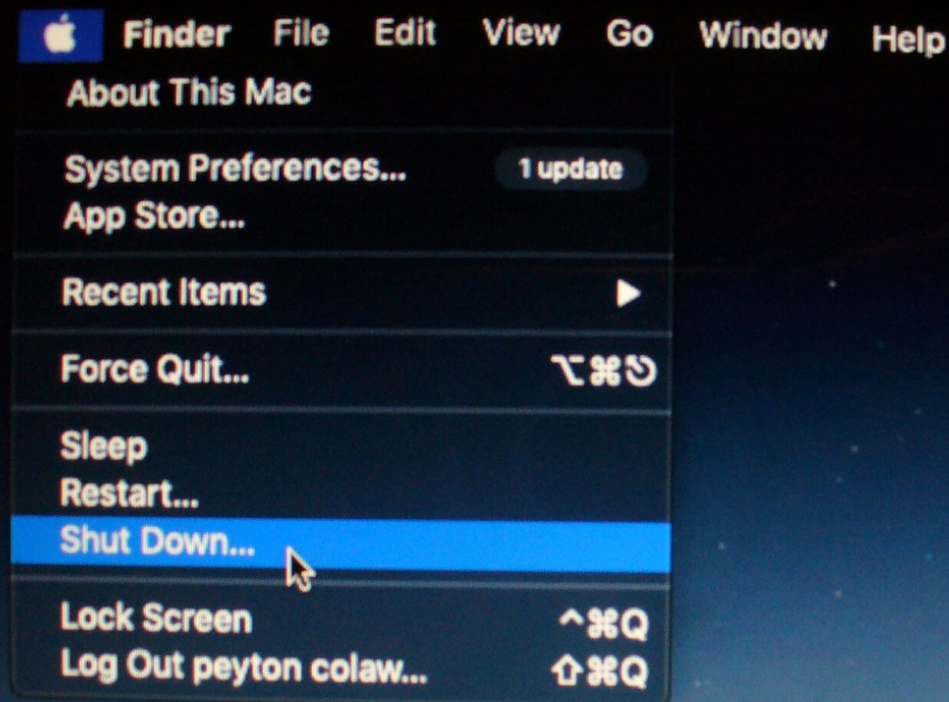 Finder File Edit View Go Window Help
About This Mac
System Preferences... 1 update
App Store...
Recent Items ▶
Force Quit... ⌥⌘⎋
Sleep
Restart...
Shut Down...
Lock Screen ^⌘Q
Log Out peyton colaw... ⇧⌘Q